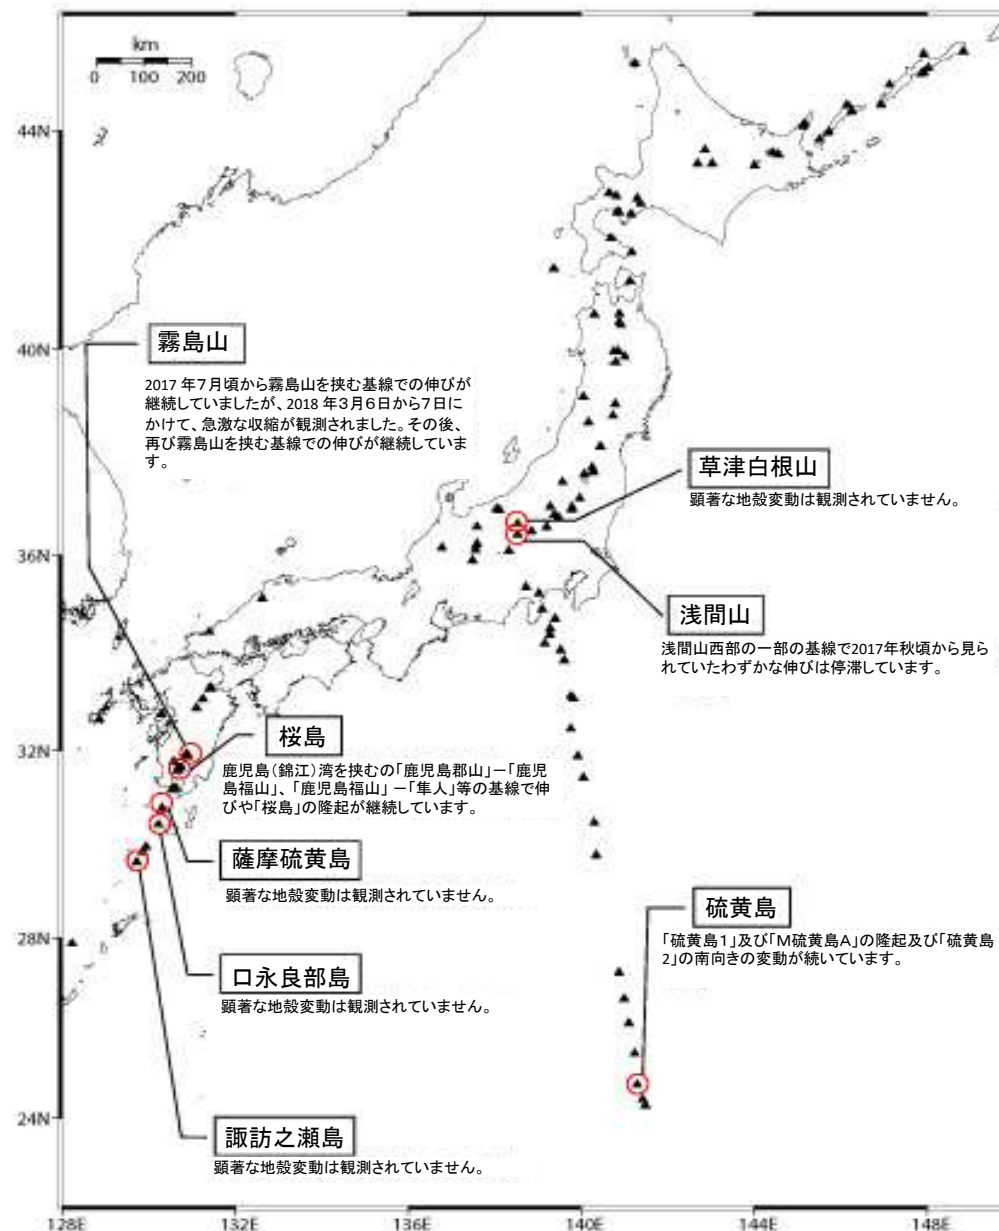 km
0 100 200
44N
40N
36N
32N
28N
24N
128E 132E 136E 140E 144E 148E
霧島山
2017 年7月頃から霧島山を挟む基線での伸びが
継続していましたが、2018 年3月6日から7日に
かけて、急激な収縮が観測されました。その後、
再び霧島山を挟む基線での伸びが継続していま
す。
草津白根山
顕著な地殻変動は観測されていません。
浅間山
浅間山西部の一部の基線で2017年秋頃から見ら
れていたわずかな伸びは停滞しています。
桜島
鹿児島(錦江)湾を挟むの「鹿児島郡山」-「鹿児
島福山」、「鹿児島福山」-「隼人」等の基線で伸
びや「桜島」の隆起が継続しています。
薩摩硫黄島
顕著な地殻変動は観測されていません。
硫黄島
「硫黄島1」及び「M硫黄島A」の隆起及び「硫黄島
2」の南向きの変動が続いています。
口永良部島
顕著な地殻変動は観測されていません。
諏訪之瀬島
顕著な地殻変動は観測されていません。